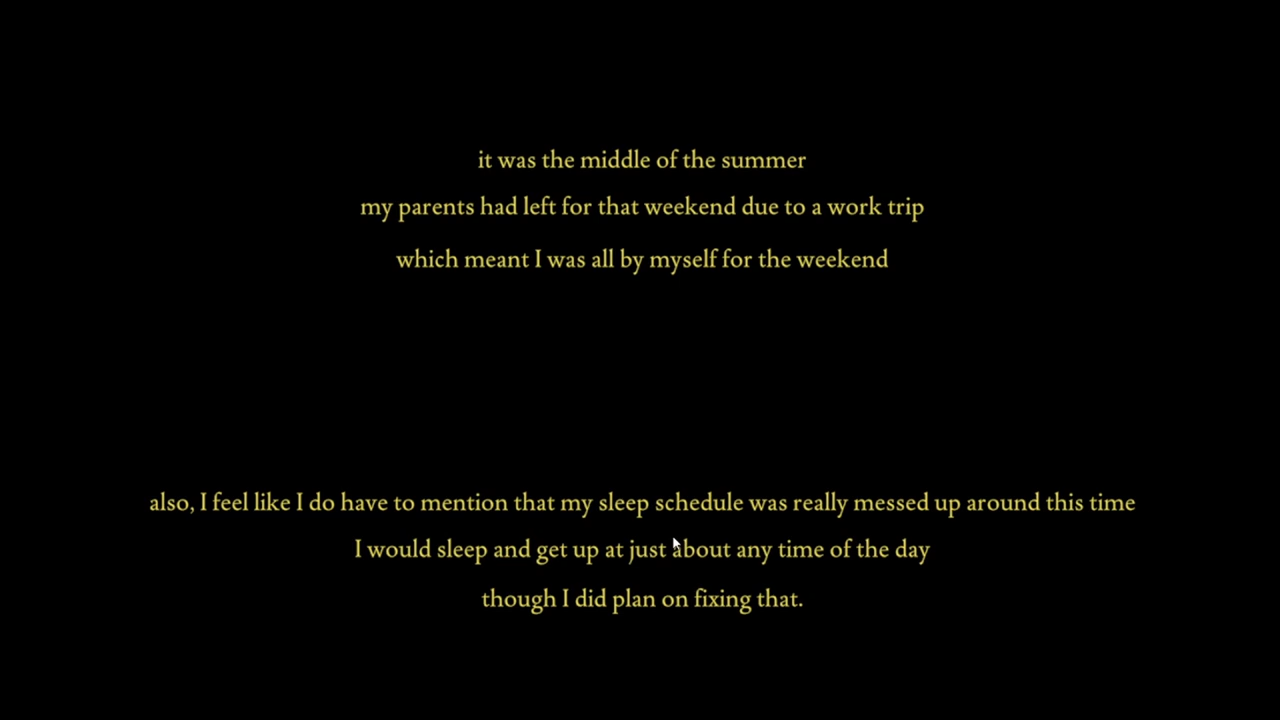 it was the middle of the summer
my parents had left for that weekend due to a work trip
which meant I was all by myself for the weekend
also, I feel like I do have to mention that my sleep schedule was really messed up around this time
I would sleep and get up at just about any time of the day
though I did plan on fixing that.